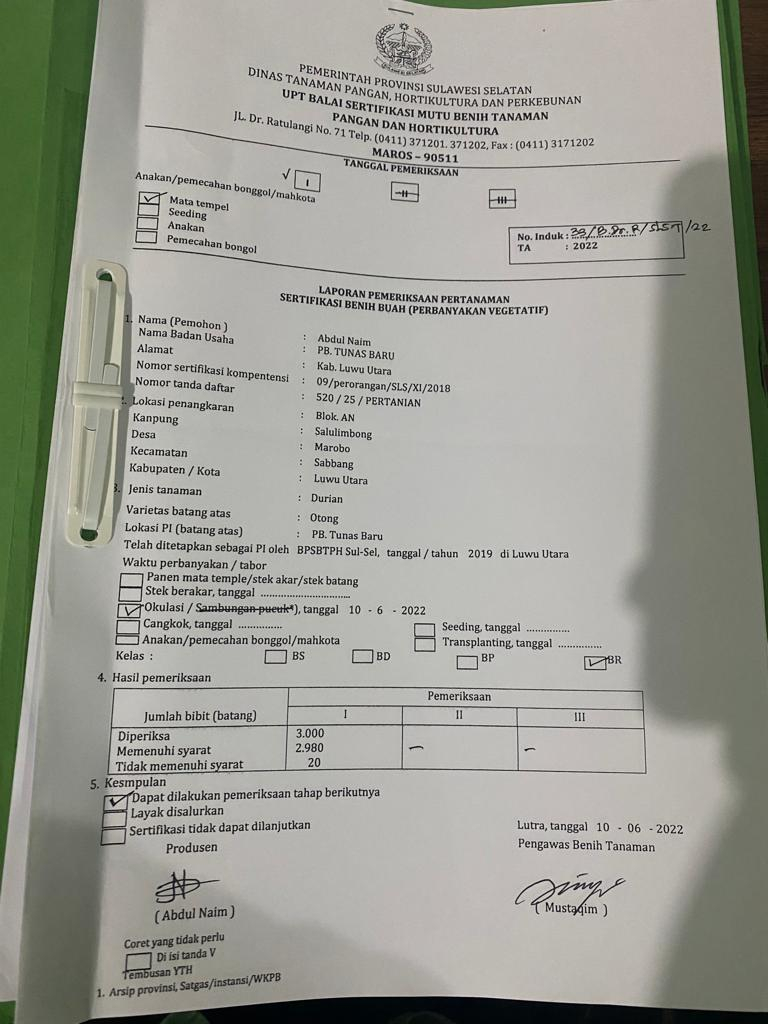 PEMERINTAH PROVINSI SULAWESI SELATAN
DINAS TANAMAN PANGAN, HORTIKULTURA DAN PERKEBUNAN
UPT BALAI SERTIFIKASI MUTU BENIH TANAMAN
PANGAN DAN HORTIKULTURA
JL. Dr. Ratulangi No. 71 Telp. (0411) 371201. 371202, Fax : (0411) 3171202
MAROS – 90511
TANGGAL PEMERIKSAAN
Anakan/pemecahan bonggol/mahkota √ I II III
Mata tempel
Seeding
Anakan
Pemecahan bongol
No. Induk : /22
TA : 2022
LAPORAN PEMERIKSAAN PERTANAMAN
SERTIFIKASI BENIH BUAH (PERBANYAKAN VEGETATIF)
1. Nama (Pemohon ) : Abdul Naim
Nama Badan Usaha : PB. TUNAS BARU
Alamat : Kab. Luwu Utara
Nomor sertifikasi kompentensi : 09/perorangan/SLS/XI/2018
Nomor tanda daftar : 520 / 25 / PERTANIAN
2. Lokasi penangkaran : Blok. AN
Kanpung : Salulimbong
Desa : Marobo
Kecamatan : Sabbang
Kabupaten / Kota : Luwu Utara
3. Jenis tanaman : Durian
Varietas batang atas : Otong
Lokasi PI (batang atas) : PB. Tunas Baru
Telah ditetapkan sebagai PI oleh BPSBTPH Sul-Sel, tanggal / tahun 2019 di Luwu Utara
Waktu perbanyakan / tabor
Panen mata temple/stek akar/stek batang
Stek berakar, tanggal ..............................
Okulasi / Sambungan pucuk*), tanggal 10 - 6 - 2022
Cangkok, tanggal ............... Seeding, tanggal ...............
Anakan/pemecahan bonggol/mahkota Transplanting, tanggal ...............
Kelas : BS BD BP BR
4. Hasil pemeriksaan
Jumlah bibit (batang) Pemeriksaan
I II III
Diperiksa 3.000
Memenuhi syarat 2.980 – –
Tidak memenuhi syarat 20
5. Kesmpulan
Dapat dilakukan pemeriksaan tahap berikutnya
Layak disalurkan
Sertifikasi tidak dapat dilanjutkan
Lutra, tanggal 10 - 06 - 2022
Produsen Pengawas Benih Tanaman
( Abdul Naim ) ( Mustaqim )
Coret yang tidak perlu
Di isi tanda V
Tembusan YTH
1. Arsip provinsi, Satgas/instansi/WKPB